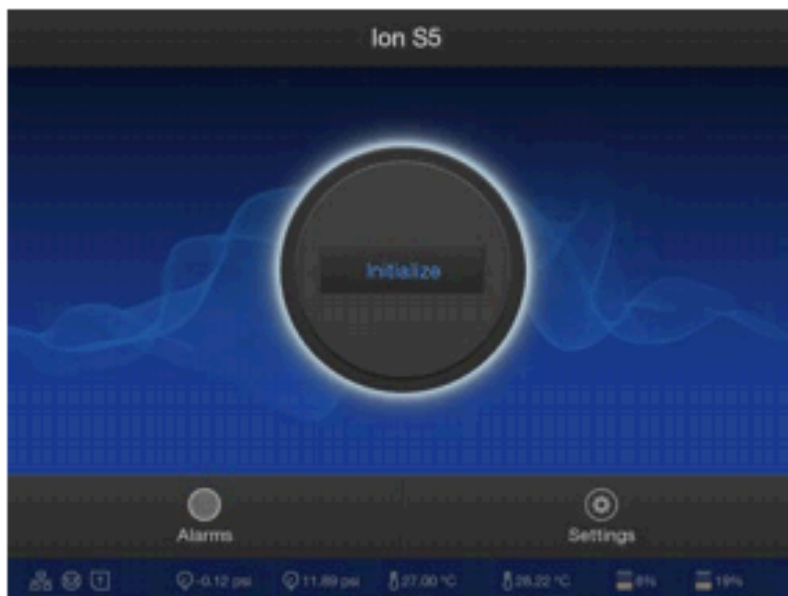 Ion S5
Initialize
Alarms
Settings
-0.12 psi 11.89 psi 27.00 °C 28.22 °C 8% 19%